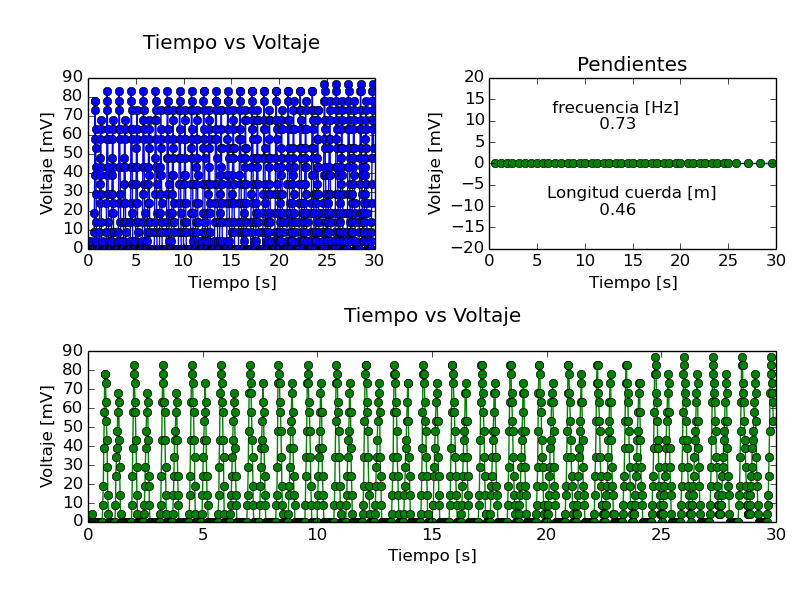 Tiempo vs Voltaje
90
80
70
60
50
40
30
20
10
0
Voltaje [mV]
0 5 10 15 20 25 30
Tiempo [s]
Pendientes
20
15
10
5
0
−5
−10
−15
−20
Voltaje [mV]
frecuencia [Hz]
0.73
Longitud cuerda [m]
0.46
0 5 10 15 20 25 30
Tiempo [s]
Tiempo vs Voltaje
90
80
70
60
50
40
30
20
10
0
Voltaje [mV]
0 5 10 15 20 25 30
Tiempo [s]